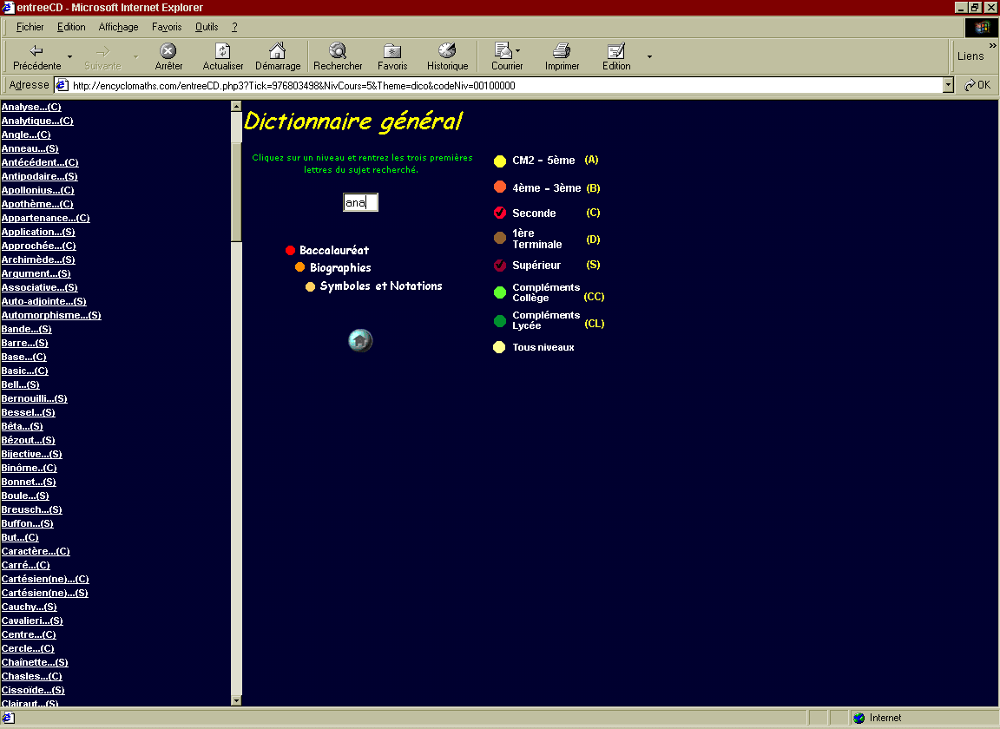 entreeCD - Microsoft Internet Explorer
Fichier Edition Affichage Favoris Outils ?
Précédente Suivante Arrêter Actualiser Démarrage Rechercher Favoris Historique Courrier Imprimer Edition Liens »
Adresse http://encyclomaths.com/entreeCD.php3?Tick=976803498&NivCours=5&Theme=dico&codeNiv=00100000 OK
Analyse...(C)
Analytique...(C)
Angle...(C)
Anneau...(S)
Antécédent...(C)
Antipodaire...(S)
Apollonius...(C)
Apothème...(C)
Appartenance...(C)
Application...(S)
Approchée...(C)
Archimède...(S)
Argument...(S)
Associative...(S)
Auto-adjointe...(S)
Automorphisme...(S)
Bande...(S)
Barre...(S)
Base...(C)
Basic...(C)
Bell...(S)
Bernouilli...(S)
Bessel...(S)
Bêta...(S)
Bézout...(S)
Bijective...(S)
Binôme..(C)
Bonnet...(S)
Boule...(S)
Breusch...(S)
Buffon...(S)
But...(C)
Caractère...(C)
Carré...(C)
Cartésien(ne)...(C)
Cartésien(ne)...(S)
Cauchy...(S)
Cavalieri...(S)
Centre...(C)
Cercle...(C)
Chaînette...(S)
Chasles...(C)
Cissoïde...(S)
Clairaut...(S)
Dictionnaire général
Cliquez sur un niveau et rentrez les trois premières
lettres du sujet recherché.
ana
Baccalauréat
Biographies
Symboles et Notations
CM2 - 5ème (A)
4ème - 3ème (B)
Seconde (C)
1ère
Terminale (D)
Supérieur (S)
Compléments
Collège (CC)
Compléments
Lycée (CL)
Tous niveaux
Internet